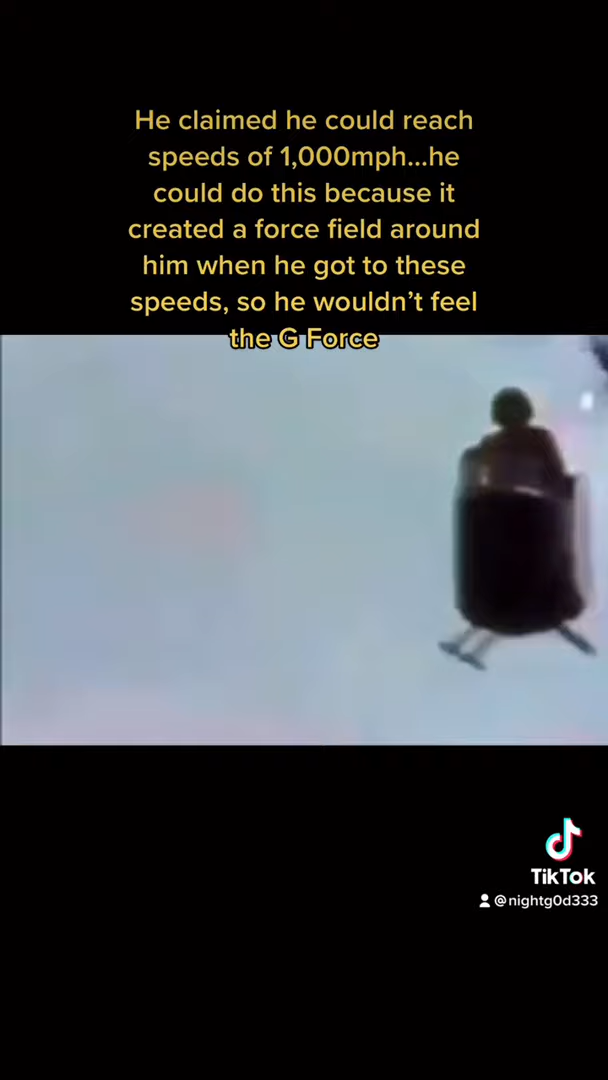 He claimed he could reach
speeds of 1,000mph...he
could do this because it
created a force field around
him when he got to these
speeds, so he wouldn't feel
the G Force
TikTok
@nightg0d333